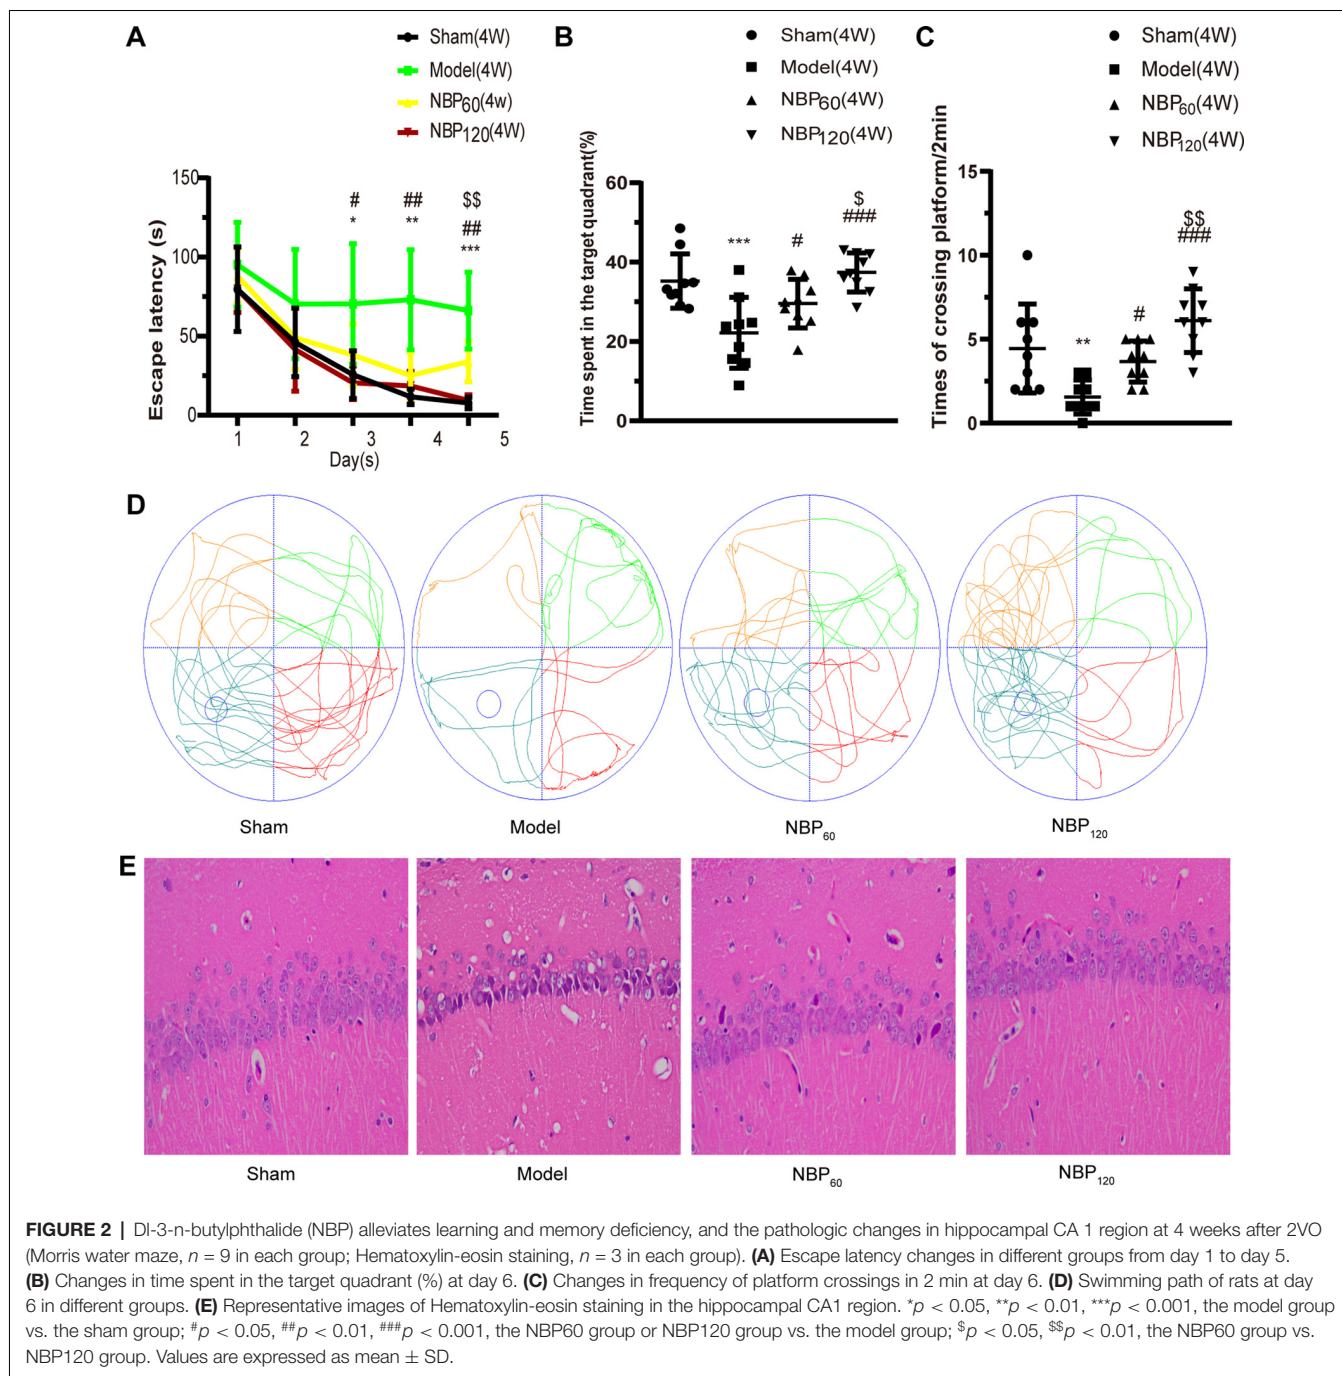 A
Sham(4W)
Model(4W)
NBP60(4w)
NBP120(4W)
Escape latency (s)
150
100
50
0
#
*
##
**
$$
##
***
1 2 3 4 5
Day(s)
B
Sham(4W)
Model(4W)
NBP60(4W)
NBP120(4W)
Time spent in the target quadrant(%)
60
40
20
0
***
#
$
###
C
Sham(4W)
Model(4W)
NBP60(4W)
NBP120(4W)
Times of crossing platform/2min
15
10
5
0
**
#
$$
###
D
Sham Model NBP60 NBP120
E
Sham Model NBP60 NBP120
FIGURE 2 | Dl-3-n-butylphthalide (NBP) alleviates learning and memory deficiency, and the pathologic changes in hippocampal CA 1 region at 4 weeks after 2VO
(Morris water maze, n = 9 in each group; Hematoxylin-eosin staining, n = 3 in each group). (A) Escape latency changes in different groups from day 1 to day 5.
(B) Changes in time spent in the target quadrant (%) at day 6. (C) Changes in frequency of platform crossings in 2 min at day 6. (D) Swimming path of rats at day
6 in different groups. (E) Representative images of Hematoxylin-eosin staining in the hippocampal CA1 region. *p < 0.05, **p < 0.01, ***p < 0.001, the model group
vs. the sham group; #p < 0.05, ##p < 0.01, ###p < 0.001, the NBP60 group or NBP120 group vs. the model group; $p < 0.05, $$p < 0.01, the NBP60 group vs.
NBP120 group. Values are expressed as mean ± SD.